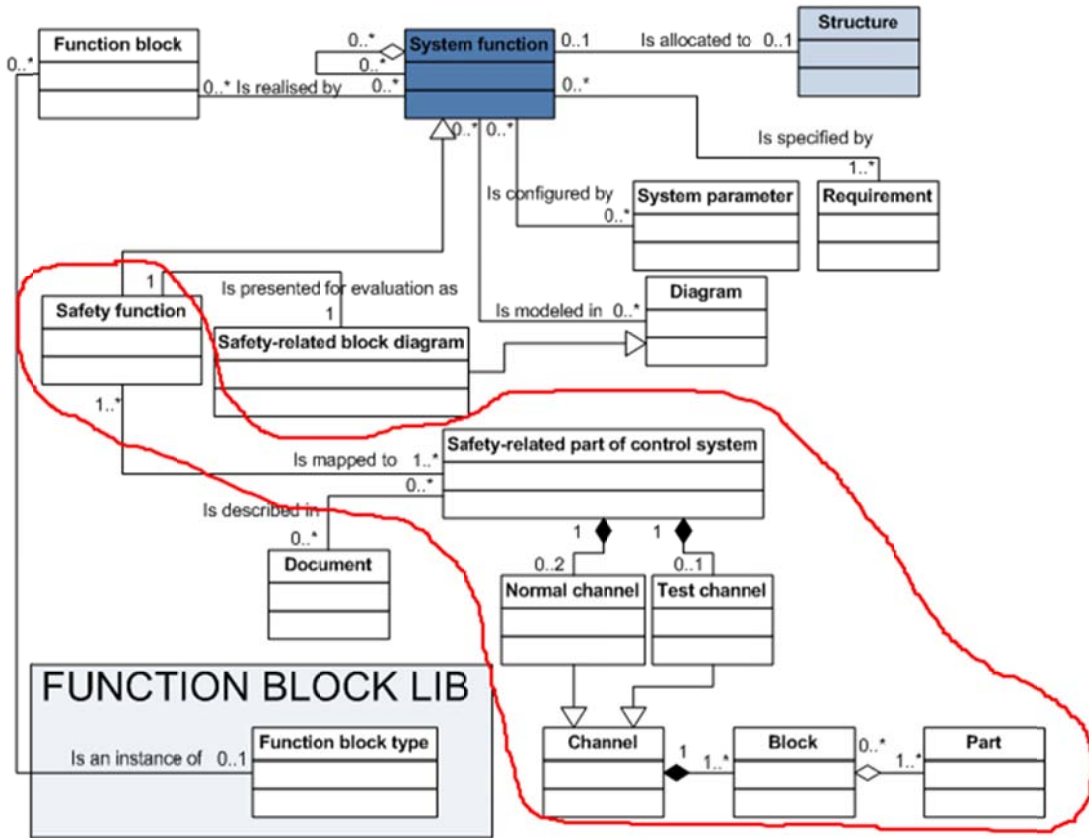 Function block
System function
Structure
0..*
0..*
0..*
0..1
Is allocated to
0..1
0..*
Is realised by
0..*
0..*
0..*
0..*
Is specified by
1..*
Is configured by
0..*
System parameter
Requirement
1
Is presented for evaluation as
1
Is modeled in
0..*
Diagram
Safety function
Safety-related block diagram
1..*
Is mapped to
1..*
Safety-related part of control system
0..*
Is described in
0..*
Document
1
1
0..2
0..1
Normal channel
Test channel
FUNCTION BLOCK LIB
Is an instance of
0..1
Function block type
Channel
1
1..*
Block
0..*
1..*
Part